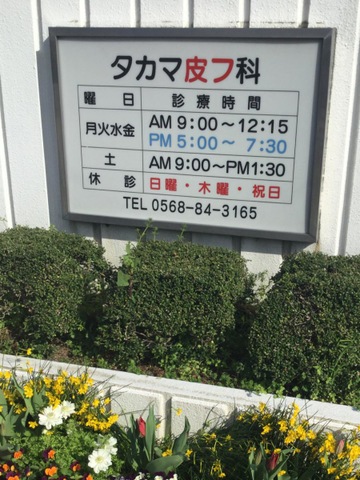 タカマ皮フ科
曜日 診療時間
月火水金 AM 9:00～12:15
PM 5:00～ 7:30
土 AM 9:00～PM1:30
休診 日曜・木曜・祝日
TEL 0568-84-3165